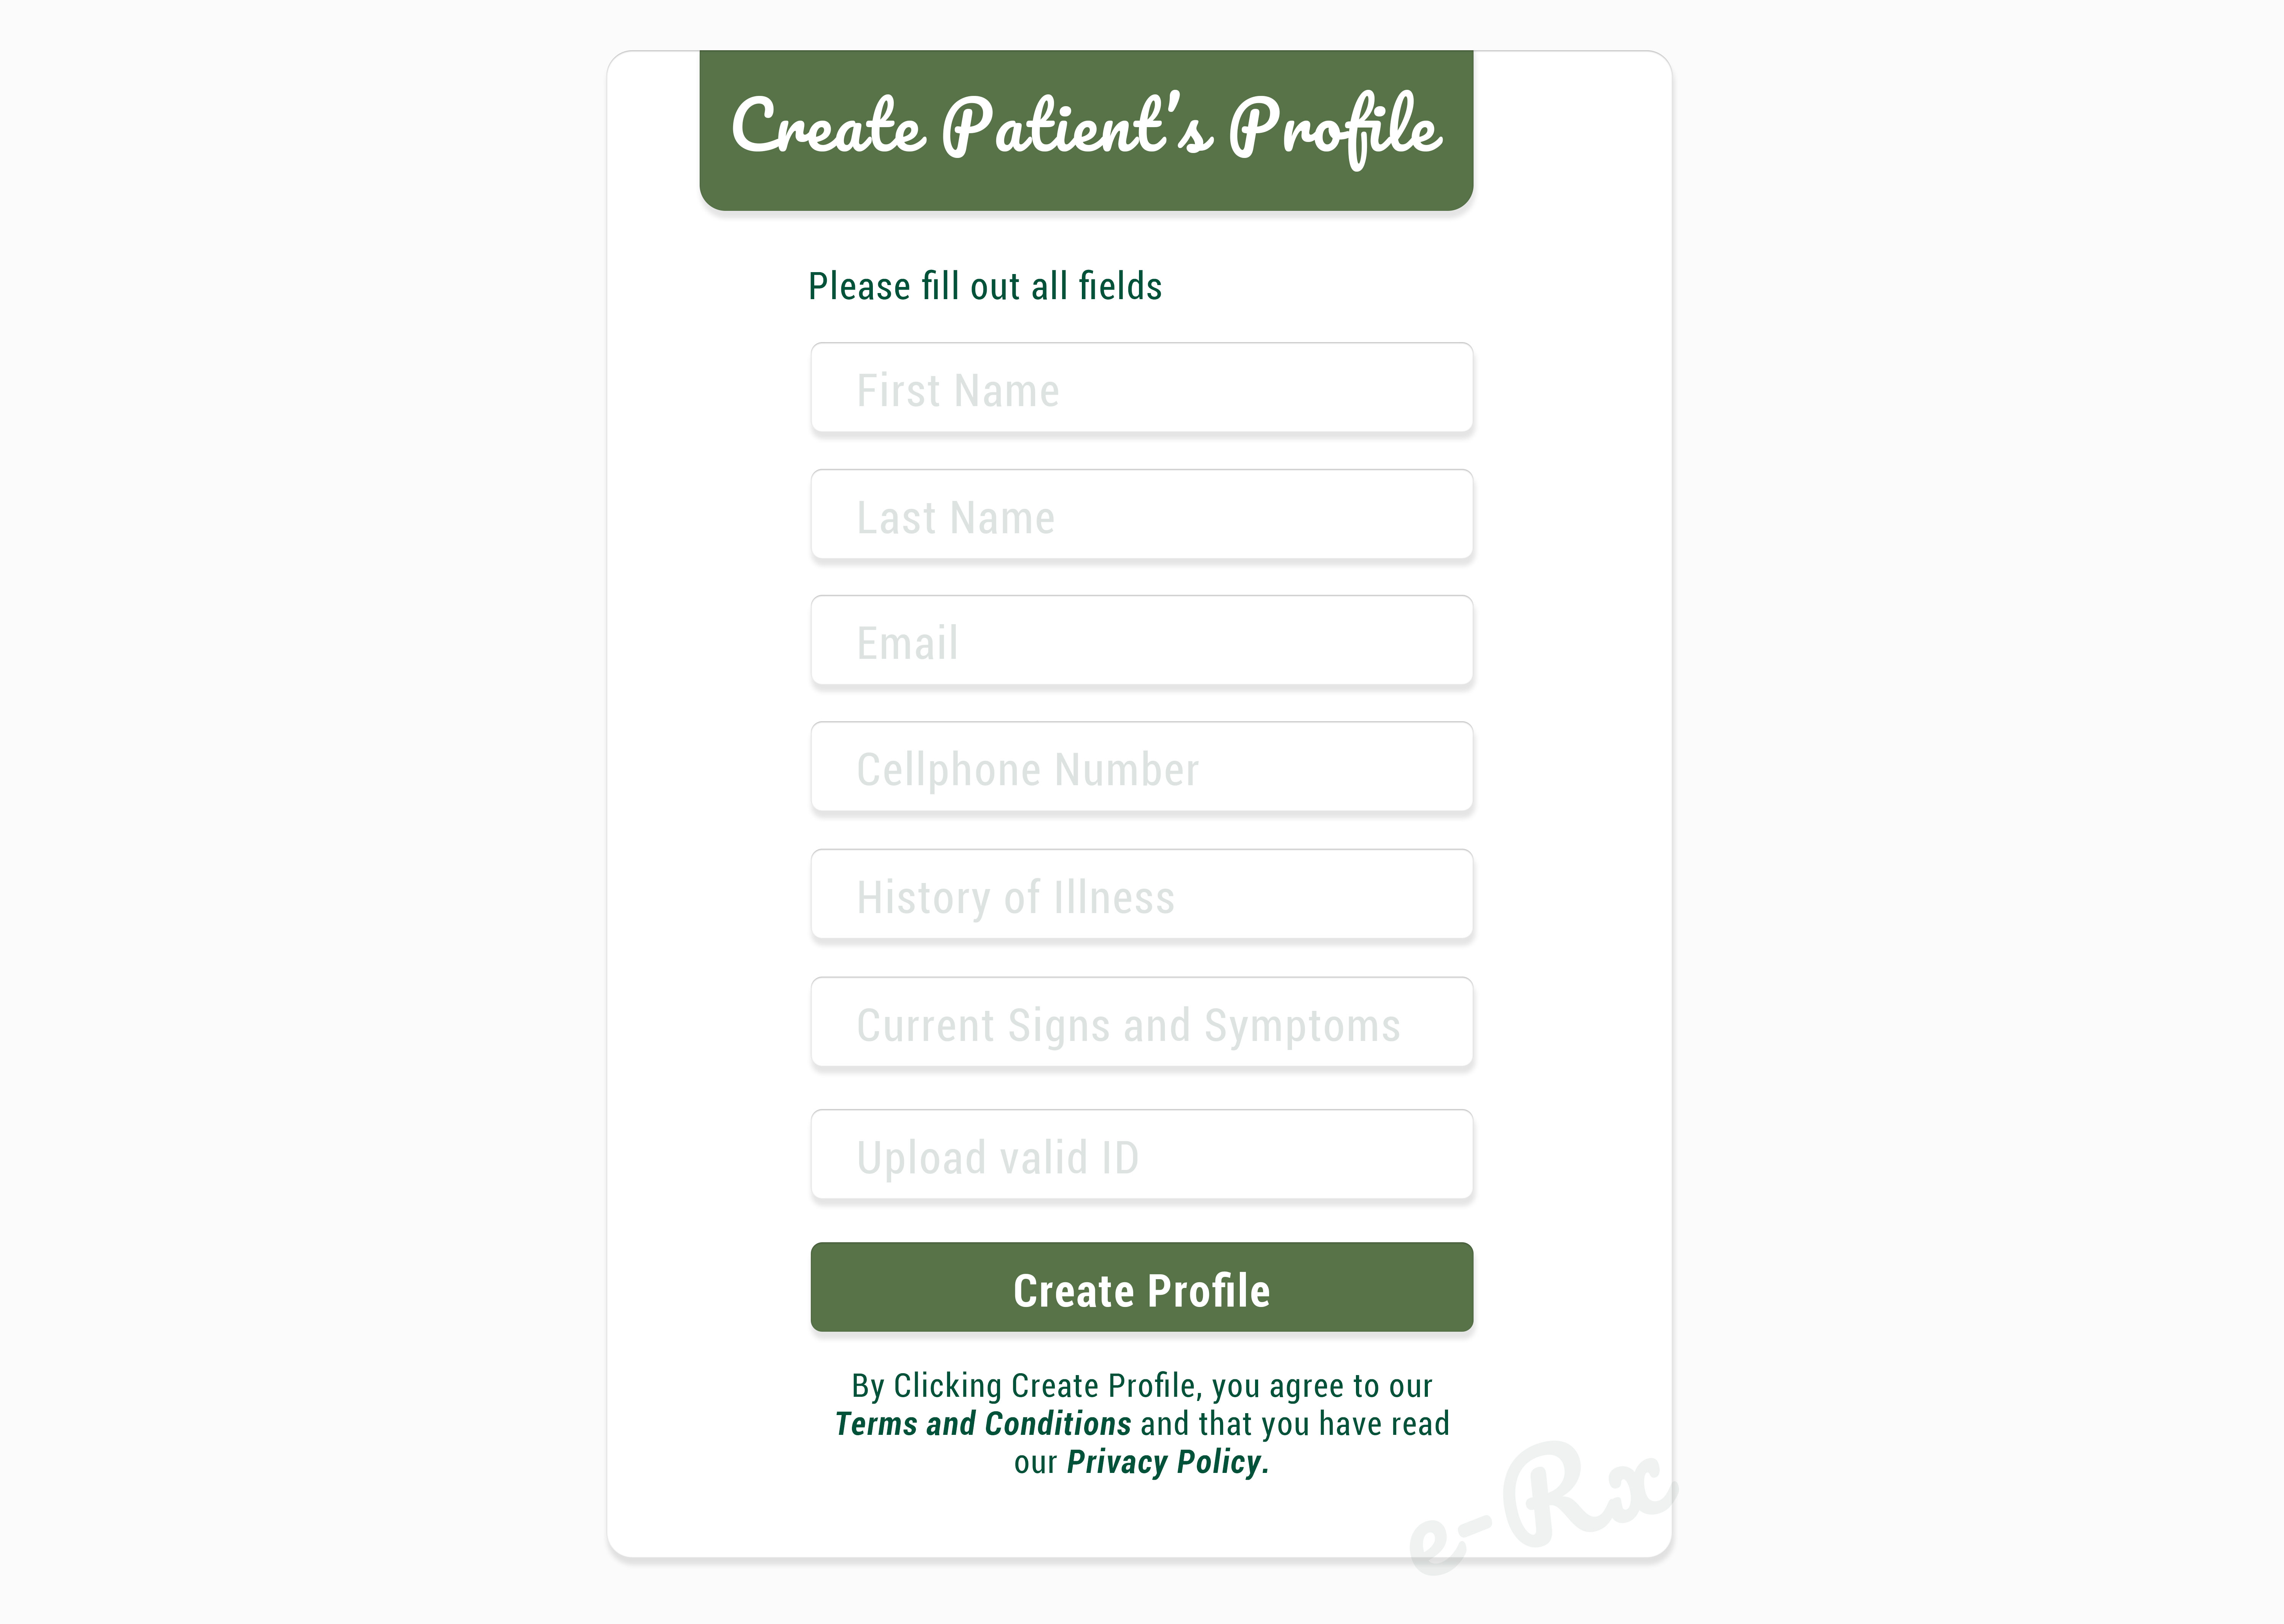 Create Patient's Profile
Please fill out all fields
First Name
Last Name
Email
Cellphone Number
History of Illness
Current Signs and Symptoms
Upload valid ID
Create Profile
By Clicking Create Profile, you agree to our
Terms and Conditions and that you have read
our Privacy Policy.
e-Rx